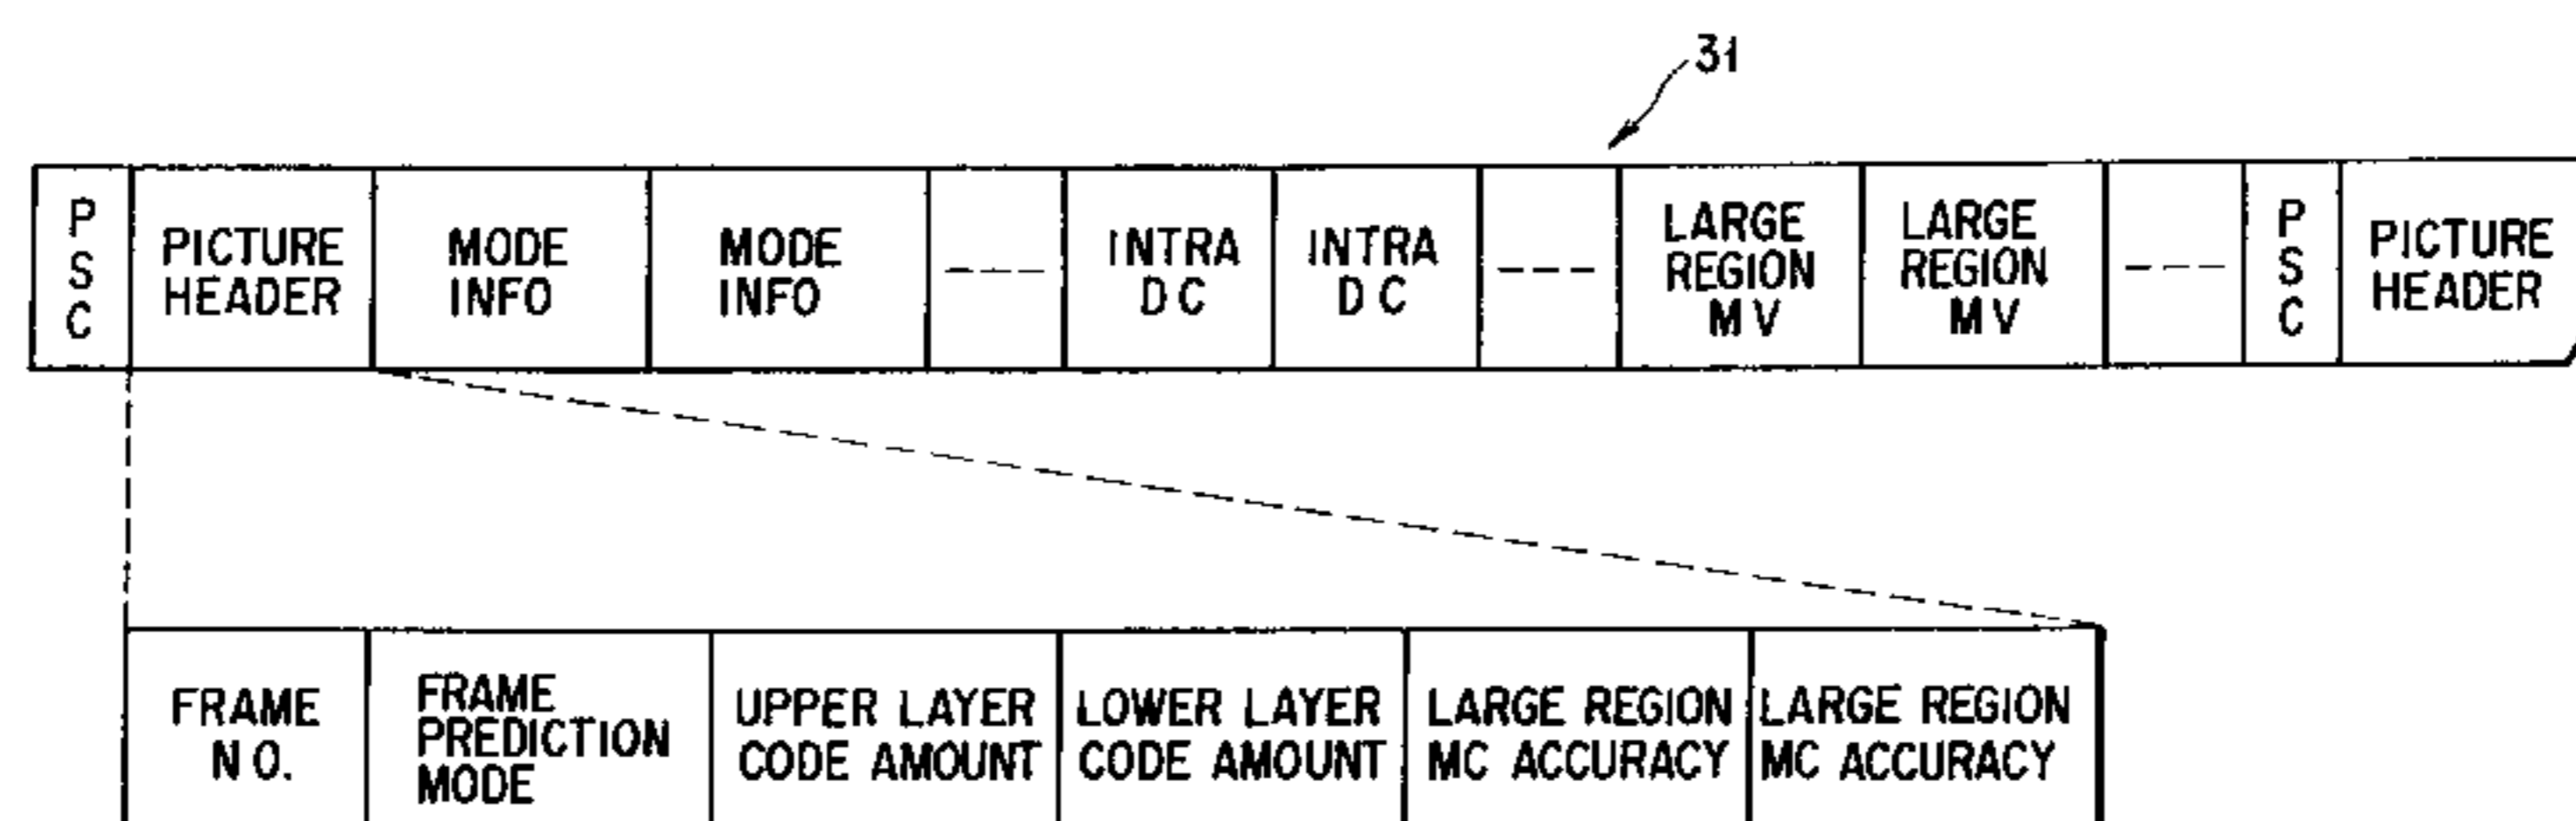 31
PSC
PICTURE
HEADER
MODE
INFO
MODE
INFO
INTRA
DC
INTRA
DC
LARGE
REGION
MV
LARGE
REGION
MV
PSC
PICTURE
HEADER
FRAME
NO.
FRAME
PREDICTION
MODE
UPPER LAYER
CODE AMOUNT
LOWER LAYER
CODE AMOUNT
LARGE REGION
MC ACCURACY
LARGE REGION
MC ACCURACY